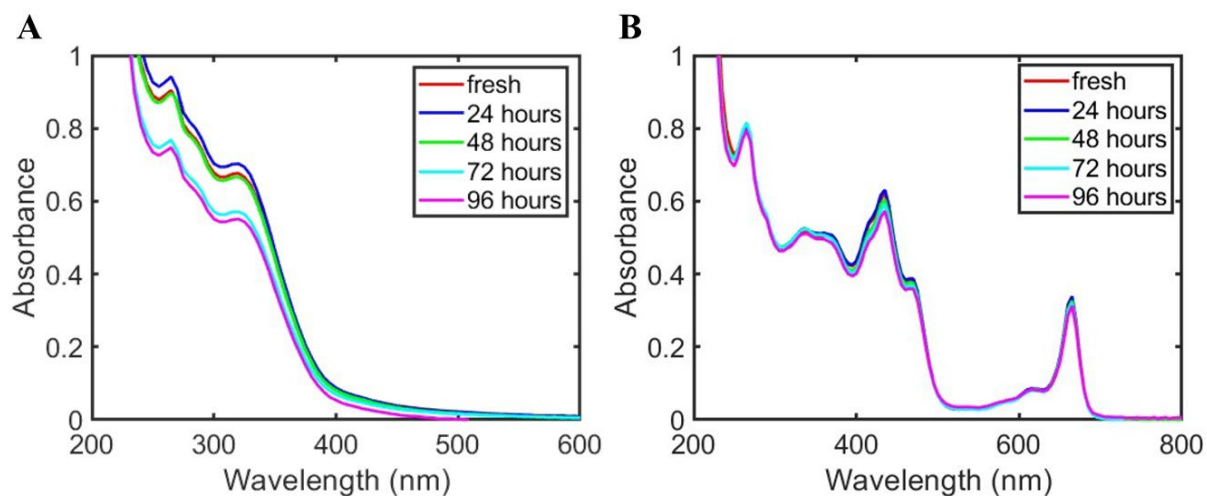 A
1
0.8
0.6
0.4
0.2
0
200
300
400
500
600
Absorbance
Wavelength (nm)
fresh
24 hours
48 hours
72 hours
96 hours
B
1
0.8
0.6
0.4
0.2
0
200
400
600
800
Absorbance
Wavelength (nm)
fresh
24 hours
48 hours
72 hours
96 hours